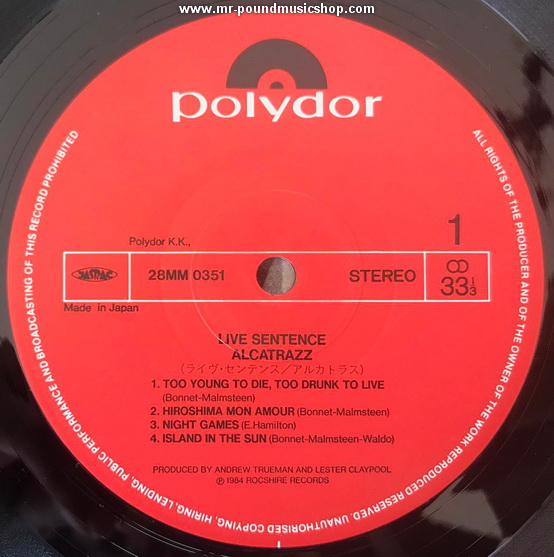 www.mr-poundmusicshop.com
polydor
ALL RIGHTS OF THE PRODUCER AND OF THE OWNER OF THE WORK REPRODUCED RESERVED. UNAUTHORISED COPYING, HIRING, LENDING, PUBLIC PERFORMANCE AND BROADCASTING OF THIS RECORD PROHIBITED
1
Polydor K.K.,
JASRAC
28MM 0351
STEREO
33 1/3
Made in Japan
LIVE SENTENCE
ALCATRAZZ
(ライヴ・センテンス/アルカトラス)
1. TOO YOUNG TO DIE, TOO DRUNK TO LIVE
(Bonnet-Malmsteen)
2. HIROSHIMA MON AMOUR (Bonnet-Malmsteen)
3. NIGHT GAMES (E.Hamilton)
4. ISLAND IN THE SUN (Bonnet-Malmsteen-Waldo)
PRODUCED BY ANDREW TRUEMAN AND LESTER CLAYPOOL
Ⓟ 1984 ROCSHIRE RECORDS